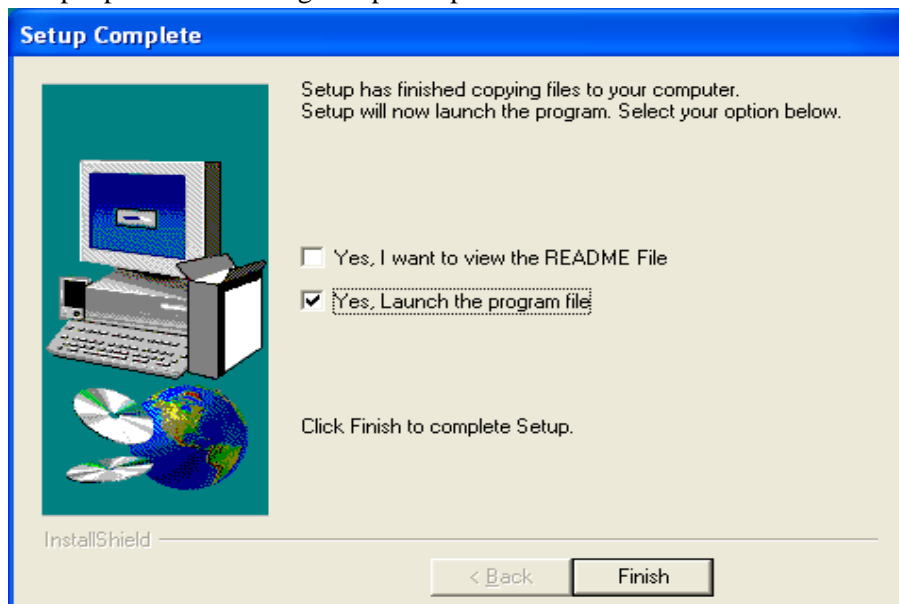 Setup Complete
Setup has finished copying files to your computer.
Setup will now launch the program. Select your option below.
Yes, I want to view the README File
Yes, Launch the program file
Click Finish to complete Setup.
InstallShield
< Back
Finish